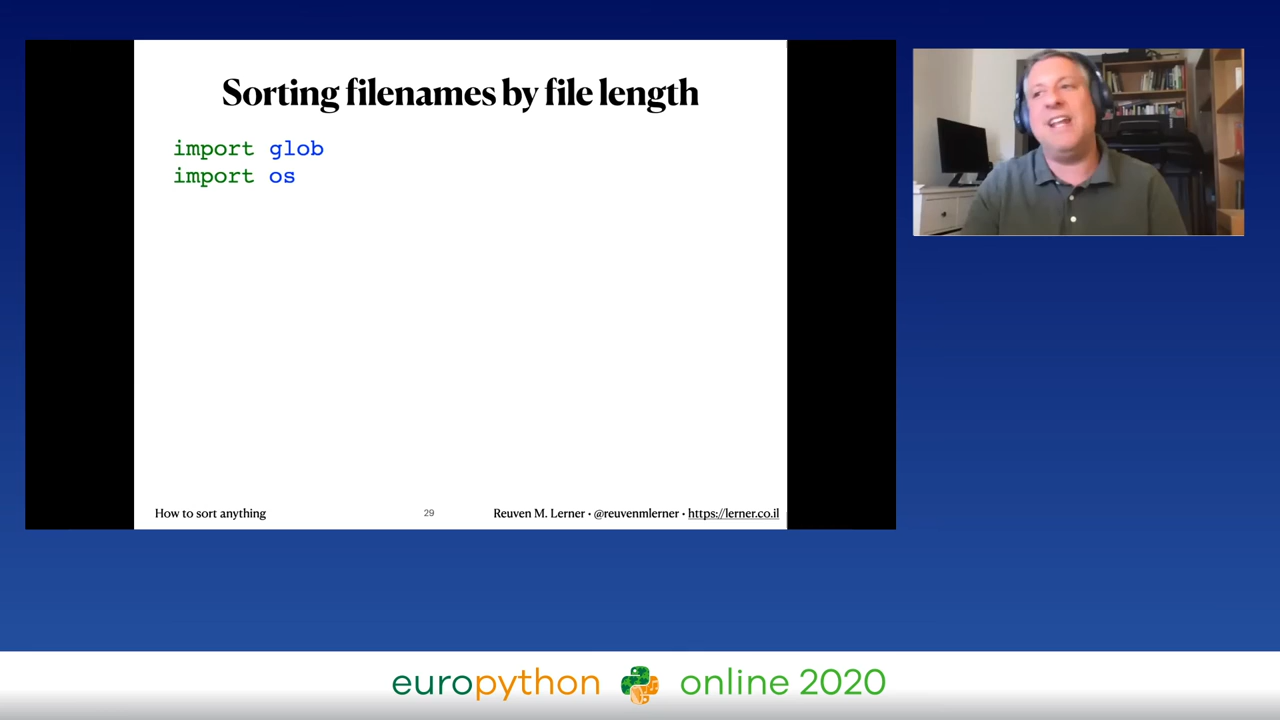 Sorting filenames by file length
import glob
import os
How to sort anything
29
Reuven M. Lerner • @reuvenmlerner • https://lerner.co.il
europython online 2020